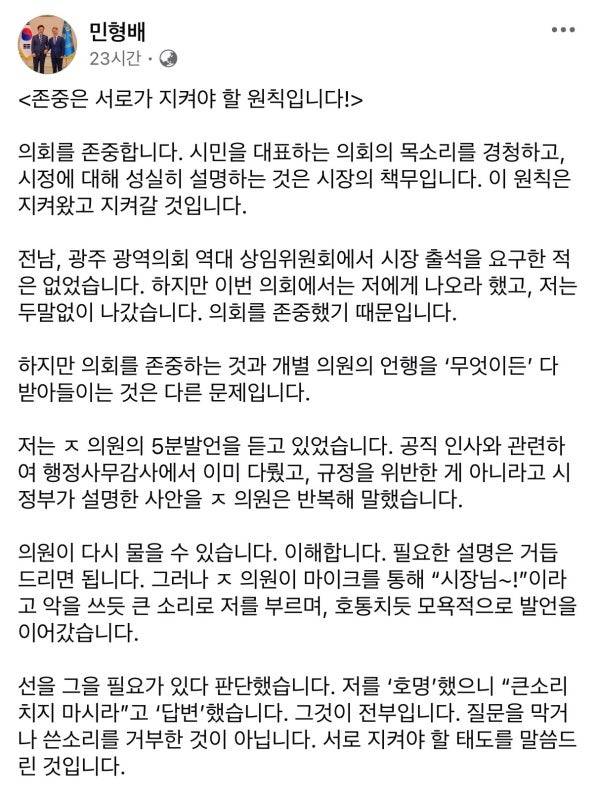 민형배
23시간 ·
<존중은 서로가 지켜야 할 원칙입니다!>
의회를 존중합니다. 시민을 대표하는 의회의 목소리를 경청하고,
시정에 대해 성실히 설명하는 것은 시장의 책무입니다. 이 원칙은
지켜왔고 지켜갈 것입니다.
전남, 광주 광역의회 역대 상임위원회에서 시장 출석을 요구한 적
은 없었습니다. 하지만 이번 의회에서는 저에게 나오라 했고, 저는
두말없이 나갔습니다. 의회를 존중했기 때문입니다.
하지만 의회를 존중하는 것과 개별 의원의 언행을 ‘무엇이든’ 다
받아들이는 것은 다른 문제입니다.
저는 ㅈ 의원의 5분발언을 듣고 있었습니다. 공직 인사와 관련하
여 행정사무감사에서 이미 다뤘고, 규정을 위반한 게 아니라고 시
정부가 설명한 사안을 ㅈ 의원은 반복해 말했습니다.
의원이 다시 물을 수 있습니다. 이해합니다. 필요한 설명은 거듭
드리면 됩니다. 그러나 ㅈ 의원이 마이크를 통해 “시장님~!”이라
고 악을 쓰듯 큰 소리로 저를 부르며, 호통치듯 모욕적으로 발언을
이어갔습니다.
선을 그을 필요가 있다 판단했습니다. 저를 ‘호명’했으니 “큰소리
치지 마시라”고 ‘답변’했습니다. 그것이 전부입니다. 질문을 막거
나 쓴소리를 거부한 것이 아닙니다. 서로 지켜야 할 태도를 말씀드
린 것입니다.